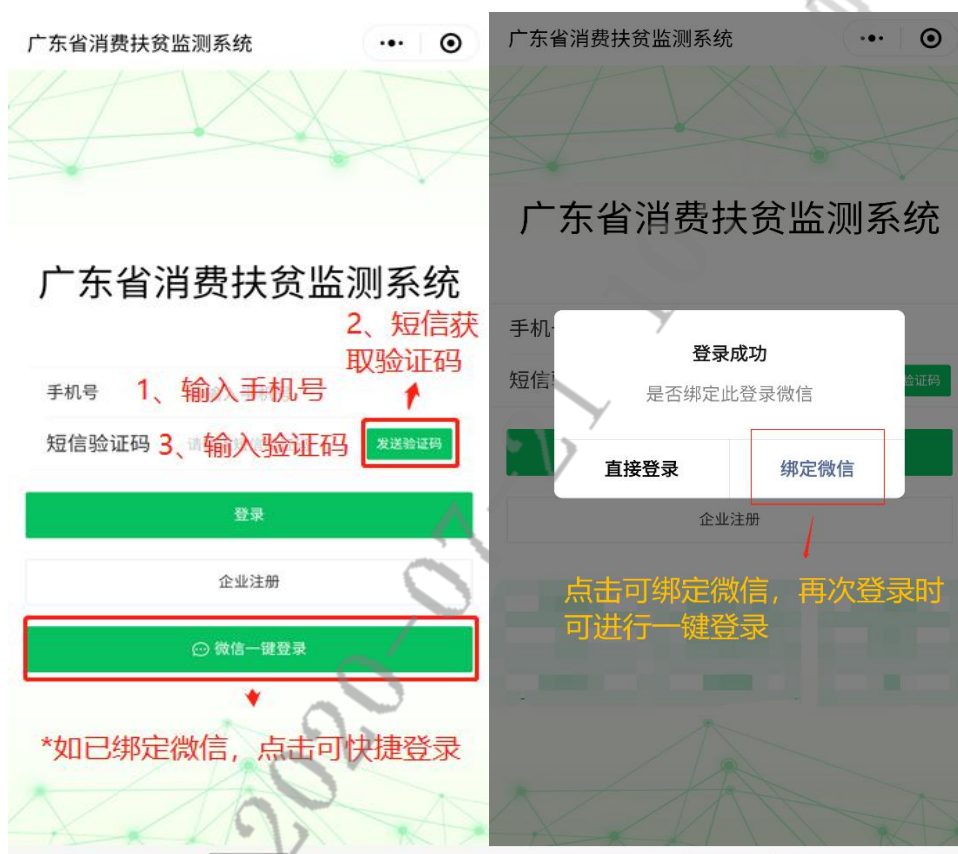 广东省消费扶贫监测系统
广东省消费扶贫监测系统
2、短信获
取验证码
手机号
1、输入手机号
短信验证码
3、输入验证码
发送验证码
登录
企业注册
微信一键登录
*如已绑定微信，点击可快捷登录
广东省消费扶贫监测系统
广东省消费扶贫监测系统
手机
登录成功
短信
是否绑定此登录微信
验证码
直接登录
绑定微信
企业注册
点击可绑定微信，再次登录时
可进行一键登录